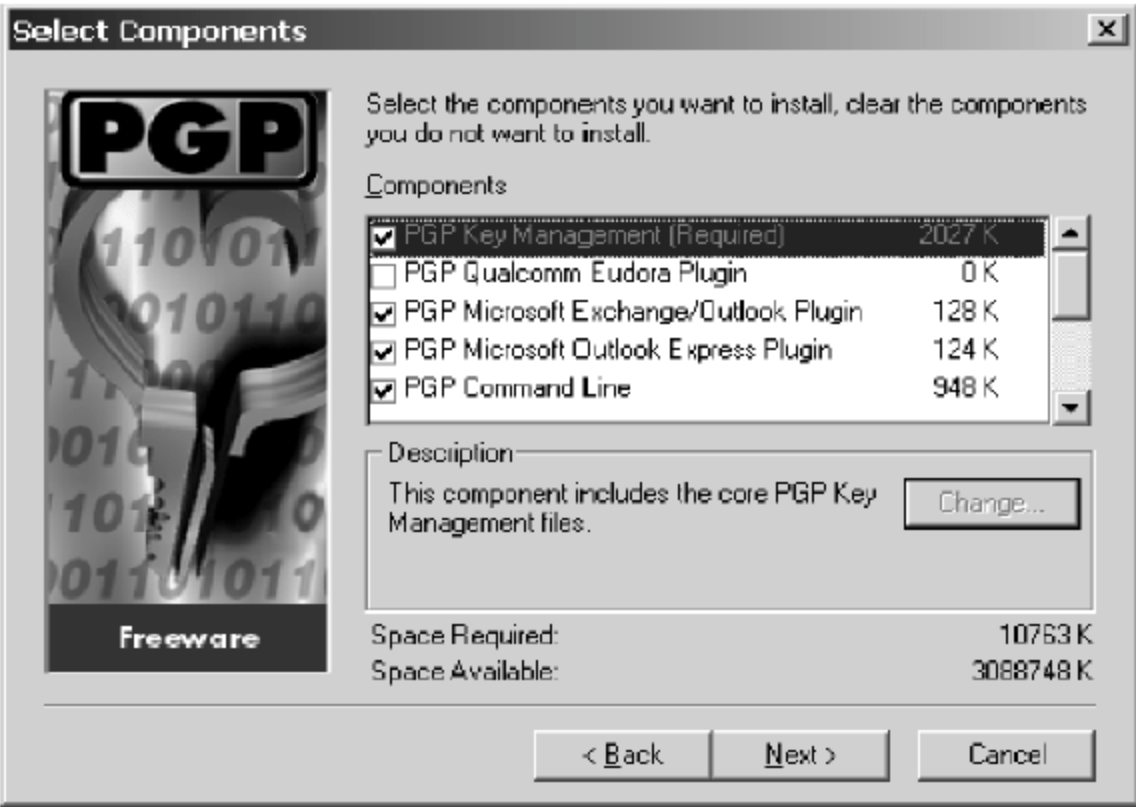 Select Components
PGP
Select the components you want to install, clear the components
you do not want to install.
Components
PGP Key Management (Required) 2027 K
PGP Qualcomm Eudora Plugin 0 K
PGP Microsoft Exchange/Outlook Plugin 128 K
PGP Microsoft Outlook Express Plugin 124 K
PGP Command Line 948 K
Description
This component includes the core PGP Key
Management files.
Change...
Freeware
Space Required: 10763 K
Space Available: 3088748 K
< Back
Next >
Cancel